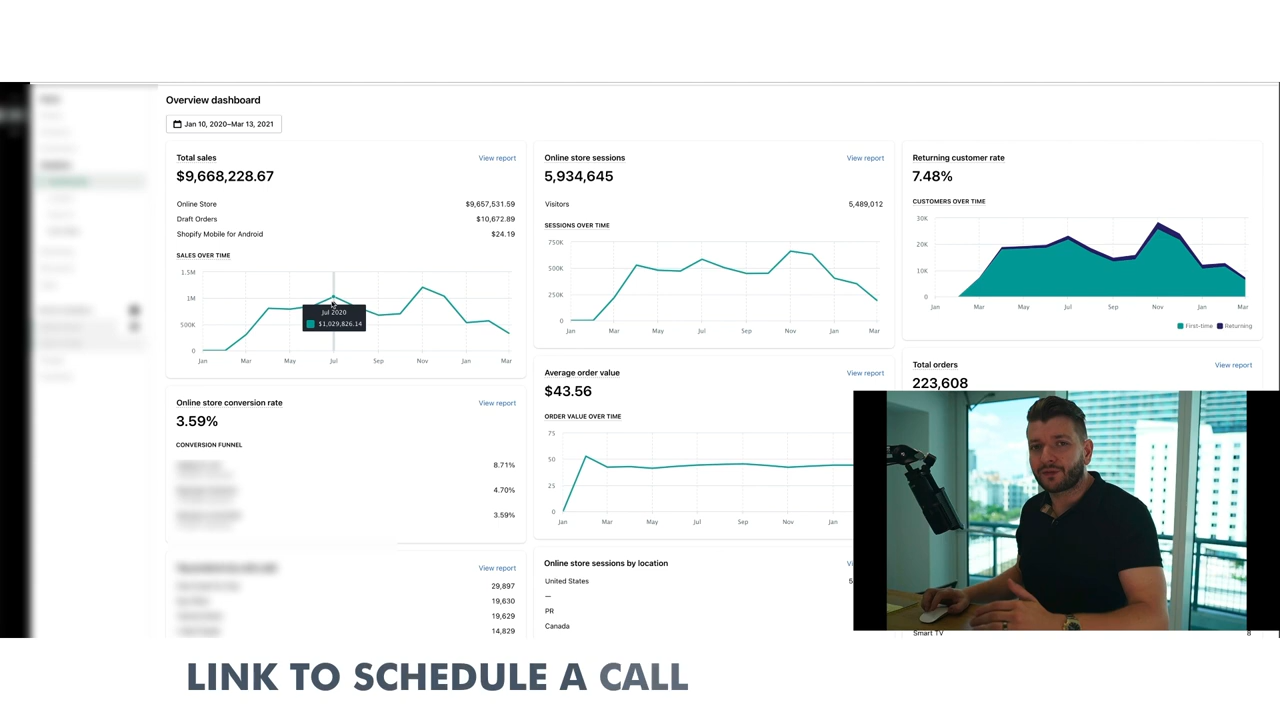 Overview dashboard
Jan 10, 2020–Mar 13, 2021
Total sales
View report
$9,668,228.67
Online Store
$9,657,531.59
Draft Orders
$10,672.89
Shopify Mobile for Android
$24.19
SALES OVER TIME
1.5M
1M
500K
0
Jul 2020
$1,029,826.14
Jan Mar May Jul Sep Nov Jan Mar
Online store conversion rate
View report
3.59%
CONVERSION FUNNEL
8.71%
4.70%
3.59%
View report
29,897
19,630
19,629
14,829
Online store sessions
View report
5,934,645
Visitors
5,489,012
SESSIONS OVER TIME
750K
500K
250K
0
Jan Mar May Jul Sep Nov Jan Mar
Average order value
View report
$43.56
ORDER VALUE OVER TIME
75
50
25
0
Jan Mar May Jul Sep Nov Jan
Online store sessions by location
United States
—
PR
Canada
Returning customer rate
7.48%
CUSTOMERS OVER TIME
30K
20K
10K
0
Jan Mar May Jul Sep Nov Jan Mar
First-time Returning
Total orders
View report
223,608
Smart TV
8
LINK TO SCHEDULE A CALL